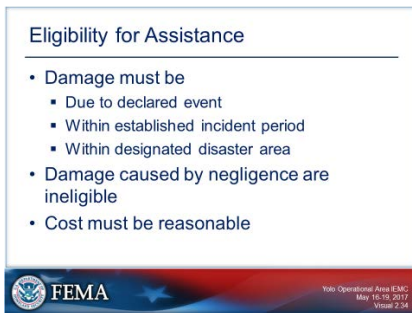 Eligibility for Assistance
• Damage must be
▪ Due to declared event
▪ Within established incident period
▪ Within designated disaster area
• Damage caused by negligence are
ineligible
• Cost must be reasonable
FEMA
Yolo Operational Area IEMC
May 16-19, 2017
Visual 2.34